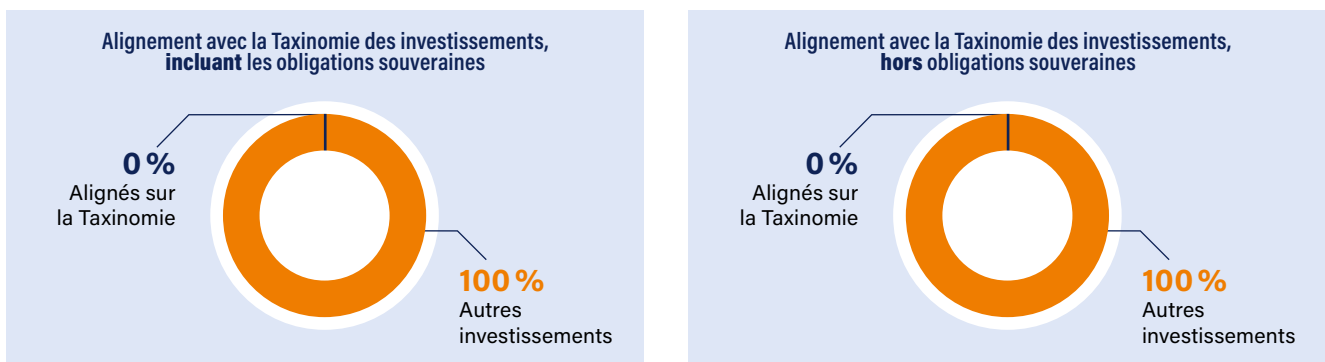 Alignement avec la Taxinomie des investissements,
incluant les obligations souveraines
0 %
Alignés sur
la Taxinomie
100 %
Autres
investissements
Alignement avec la Taxinomie des investissements,
hors obligations souveraines
0 %
Alignés sur
la Taxinomie
100 %
Autres
investissements